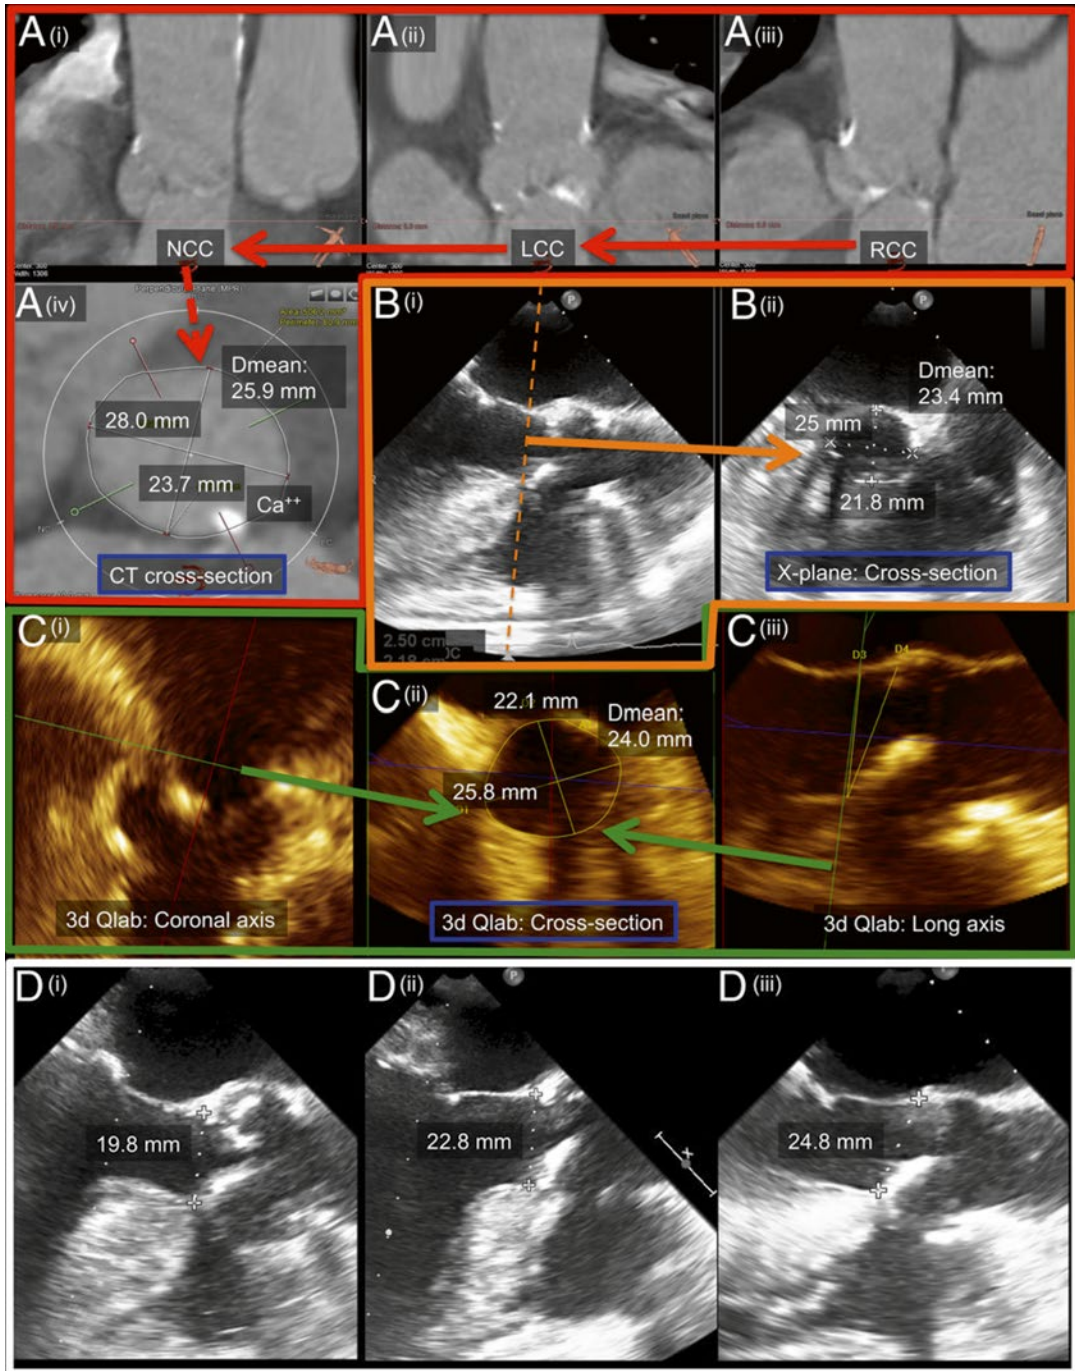 A (i)
A (ii)
A (iii)
NCC
LCC
RCC
A (iv)
Dmean:
25.9 mm
28.0 mm
23.7 mm
Ca++
CT cross-section
B (i)
P
B (ii)
P
Dmean:
23.4 mm
25 mm
21.8 mm
X-plane: Cross-section
2.50 cm
2.18 cm
C (i)
3d Qlab: Coronal axis
C (ii)
22.1 mm
Dmean:
24.0 mm
25.8 mm
3d Qlab: Cross-section
C (iii)
D3
D4
3d Qlab: Long axis
D (i)
19.8 mm
D (ii)
P
22.8 mm
X
D (iii)
24.8 mm